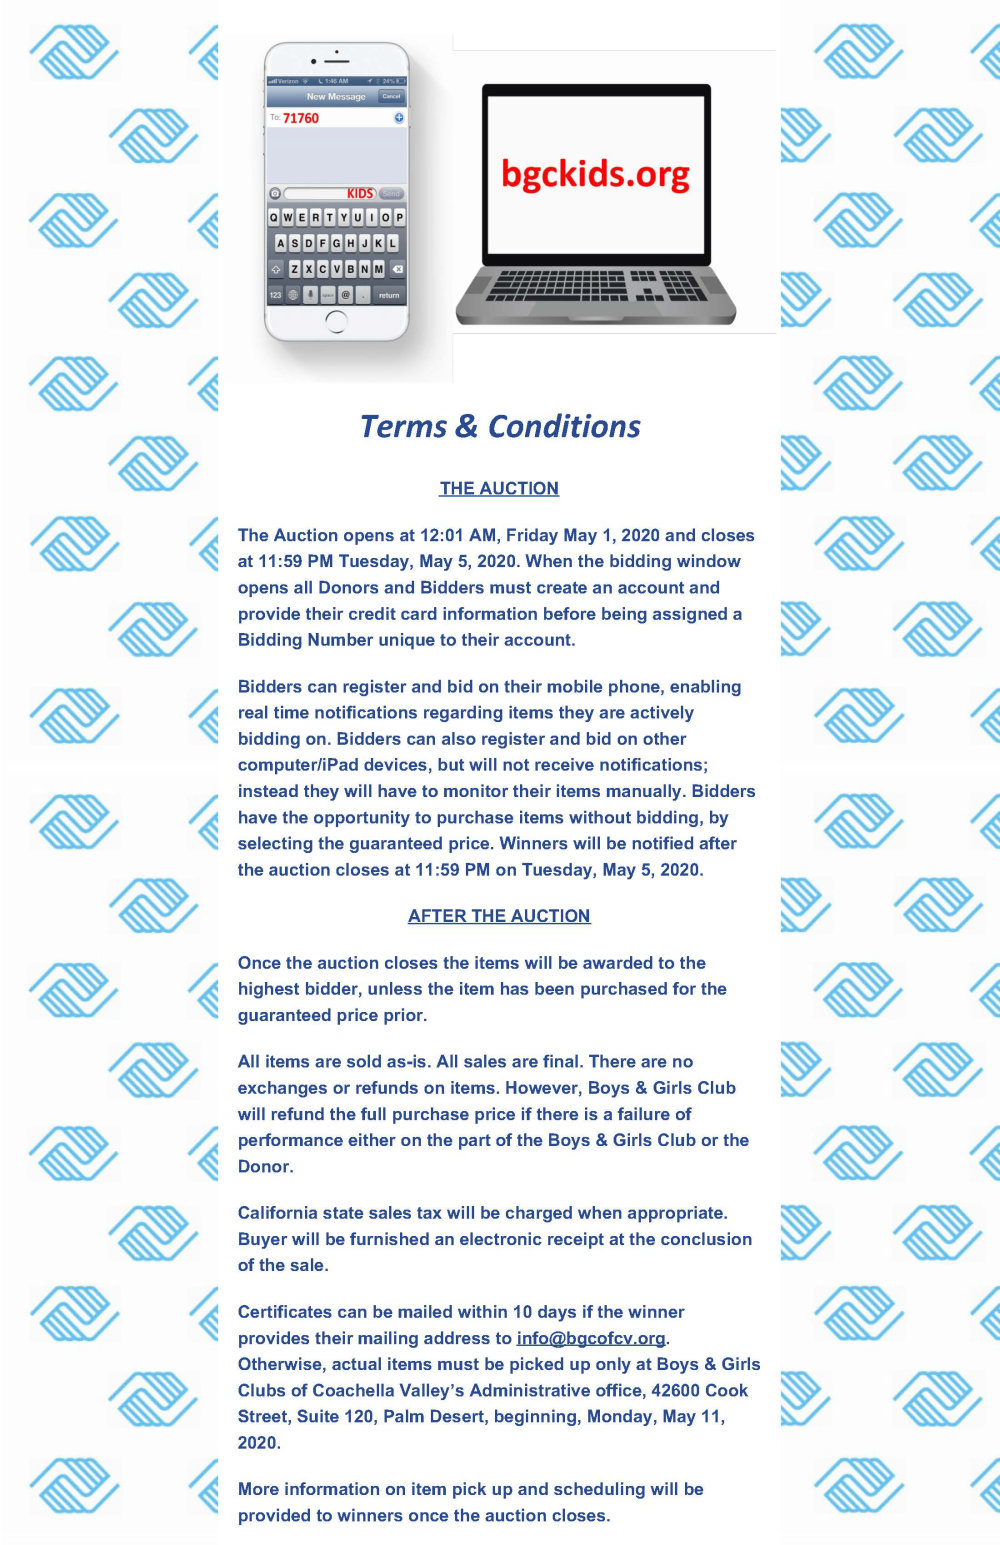 Verizon 1:46 AM 24%
New Message Cancel
To: 71760
KIDS Send
Q W E R T Y U I O P
A S D F G H J K L
Z X C V B N M
123 space @ . return
bgckids.org
Terms & Conditions
THE AUCTION
The Auction opens at 12:01 AM, Friday May 1, 2020 and closes
at 11:59 PM Tuesday, May 5, 2020. When the bidding window
opens all Donors and Bidders must create an account and
provide their credit card information before being assigned a
Bidding Number unique to their account.
Bidders can register and bid on their mobile phone, enabling
real time notifications regarding items they are actively
bidding on. Bidders can also register and bid on other
computer/iPad devices, but will not receive notifications;
instead they will have to monitor their items manually. Bidders
have the opportunity to purchase items without bidding, by
selecting the guaranteed price. Winners will be notified after
the auction closes at 11:59 PM on Tuesday, May 5, 2020.
AFTER THE AUCTION
Once the auction closes the items will be awarded to the
highest bidder, unless the item has been purchased for the
guaranteed price prior.
All items are sold as-is. All sales are final. There are no
exchanges or refunds on items. However, Boys & Girls Club
will refund the full purchase price if there is a failure of
performance either on the part of the Boys & Girls Club or the
Donor.
California state sales tax will be charged when appropriate.
Buyer will be furnished an electronic receipt at the conclusion
of the sale.
Certificates can be mailed within 10 days if the winner
provides their mailing address to info@bgcofcv.org.
Otherwise, actual items must be picked up only at Boys & Girls
Clubs of Coachella Valley’s Administrative office, 42600 Cook
Street, Suite 120, Palm Desert, beginning, Monday, May 11,
2020.
More information on item pick up and scheduling will be
provided to winners once the auction closes.